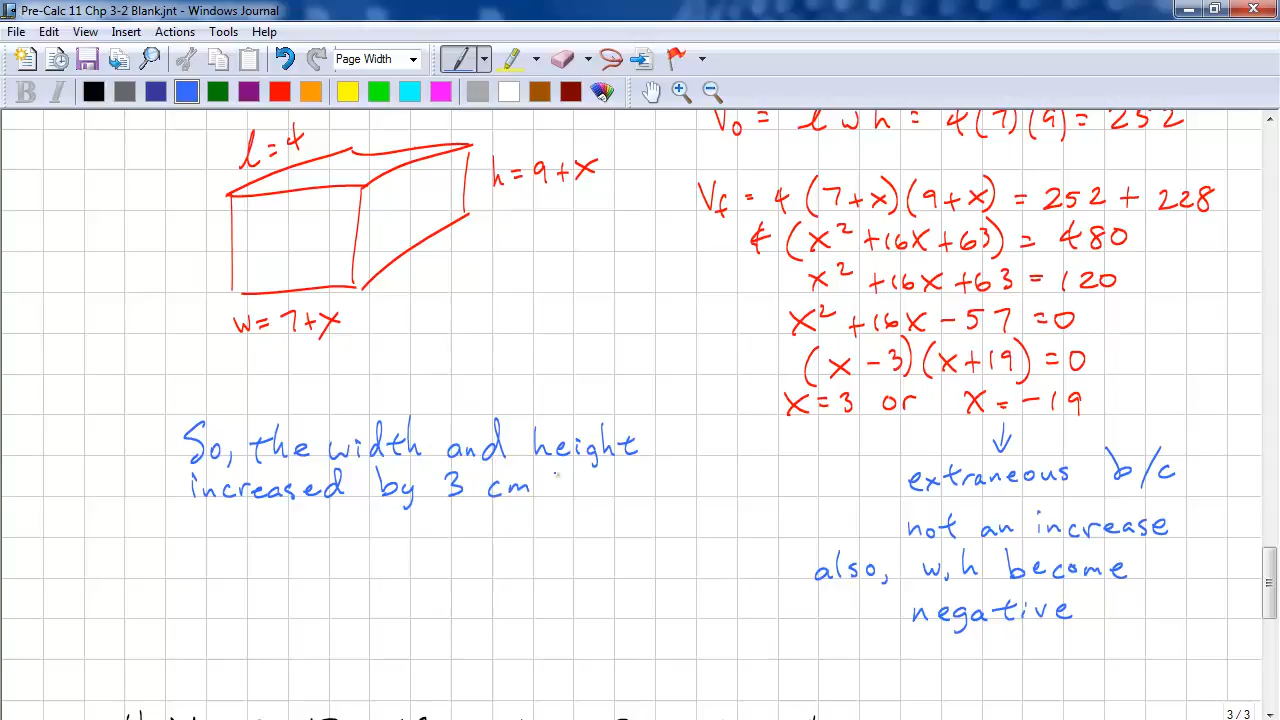 Pre-Calc 11 Chp 3-2 Blank.jnt - Windows Journal
File Edit View Insert Actions Tools Help
Page Width
B I
V₀ = l w h = 4(7)(9) = 252
l = 4
h = 9 + x
w = 7 + x
V_f = 4 (7+x)(9+x) = 252 + 228
4 (x² + 16x + 63) = 480
x² + 16x + 63 = 120
x² + 16x - 57 = 0
(x - 3)(x + 19) = 0
x = 3 or x = -19
So, the width and height
increased by 3 cm
extraneous b/c
not an increase
also, w, h become
negative
3 / 3